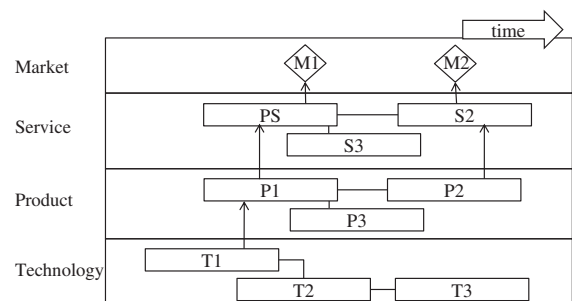 time
Market
M1
M2
Service
PS
S2
S3
Product
P1
P2
P3
Technology
T1
T2
T3